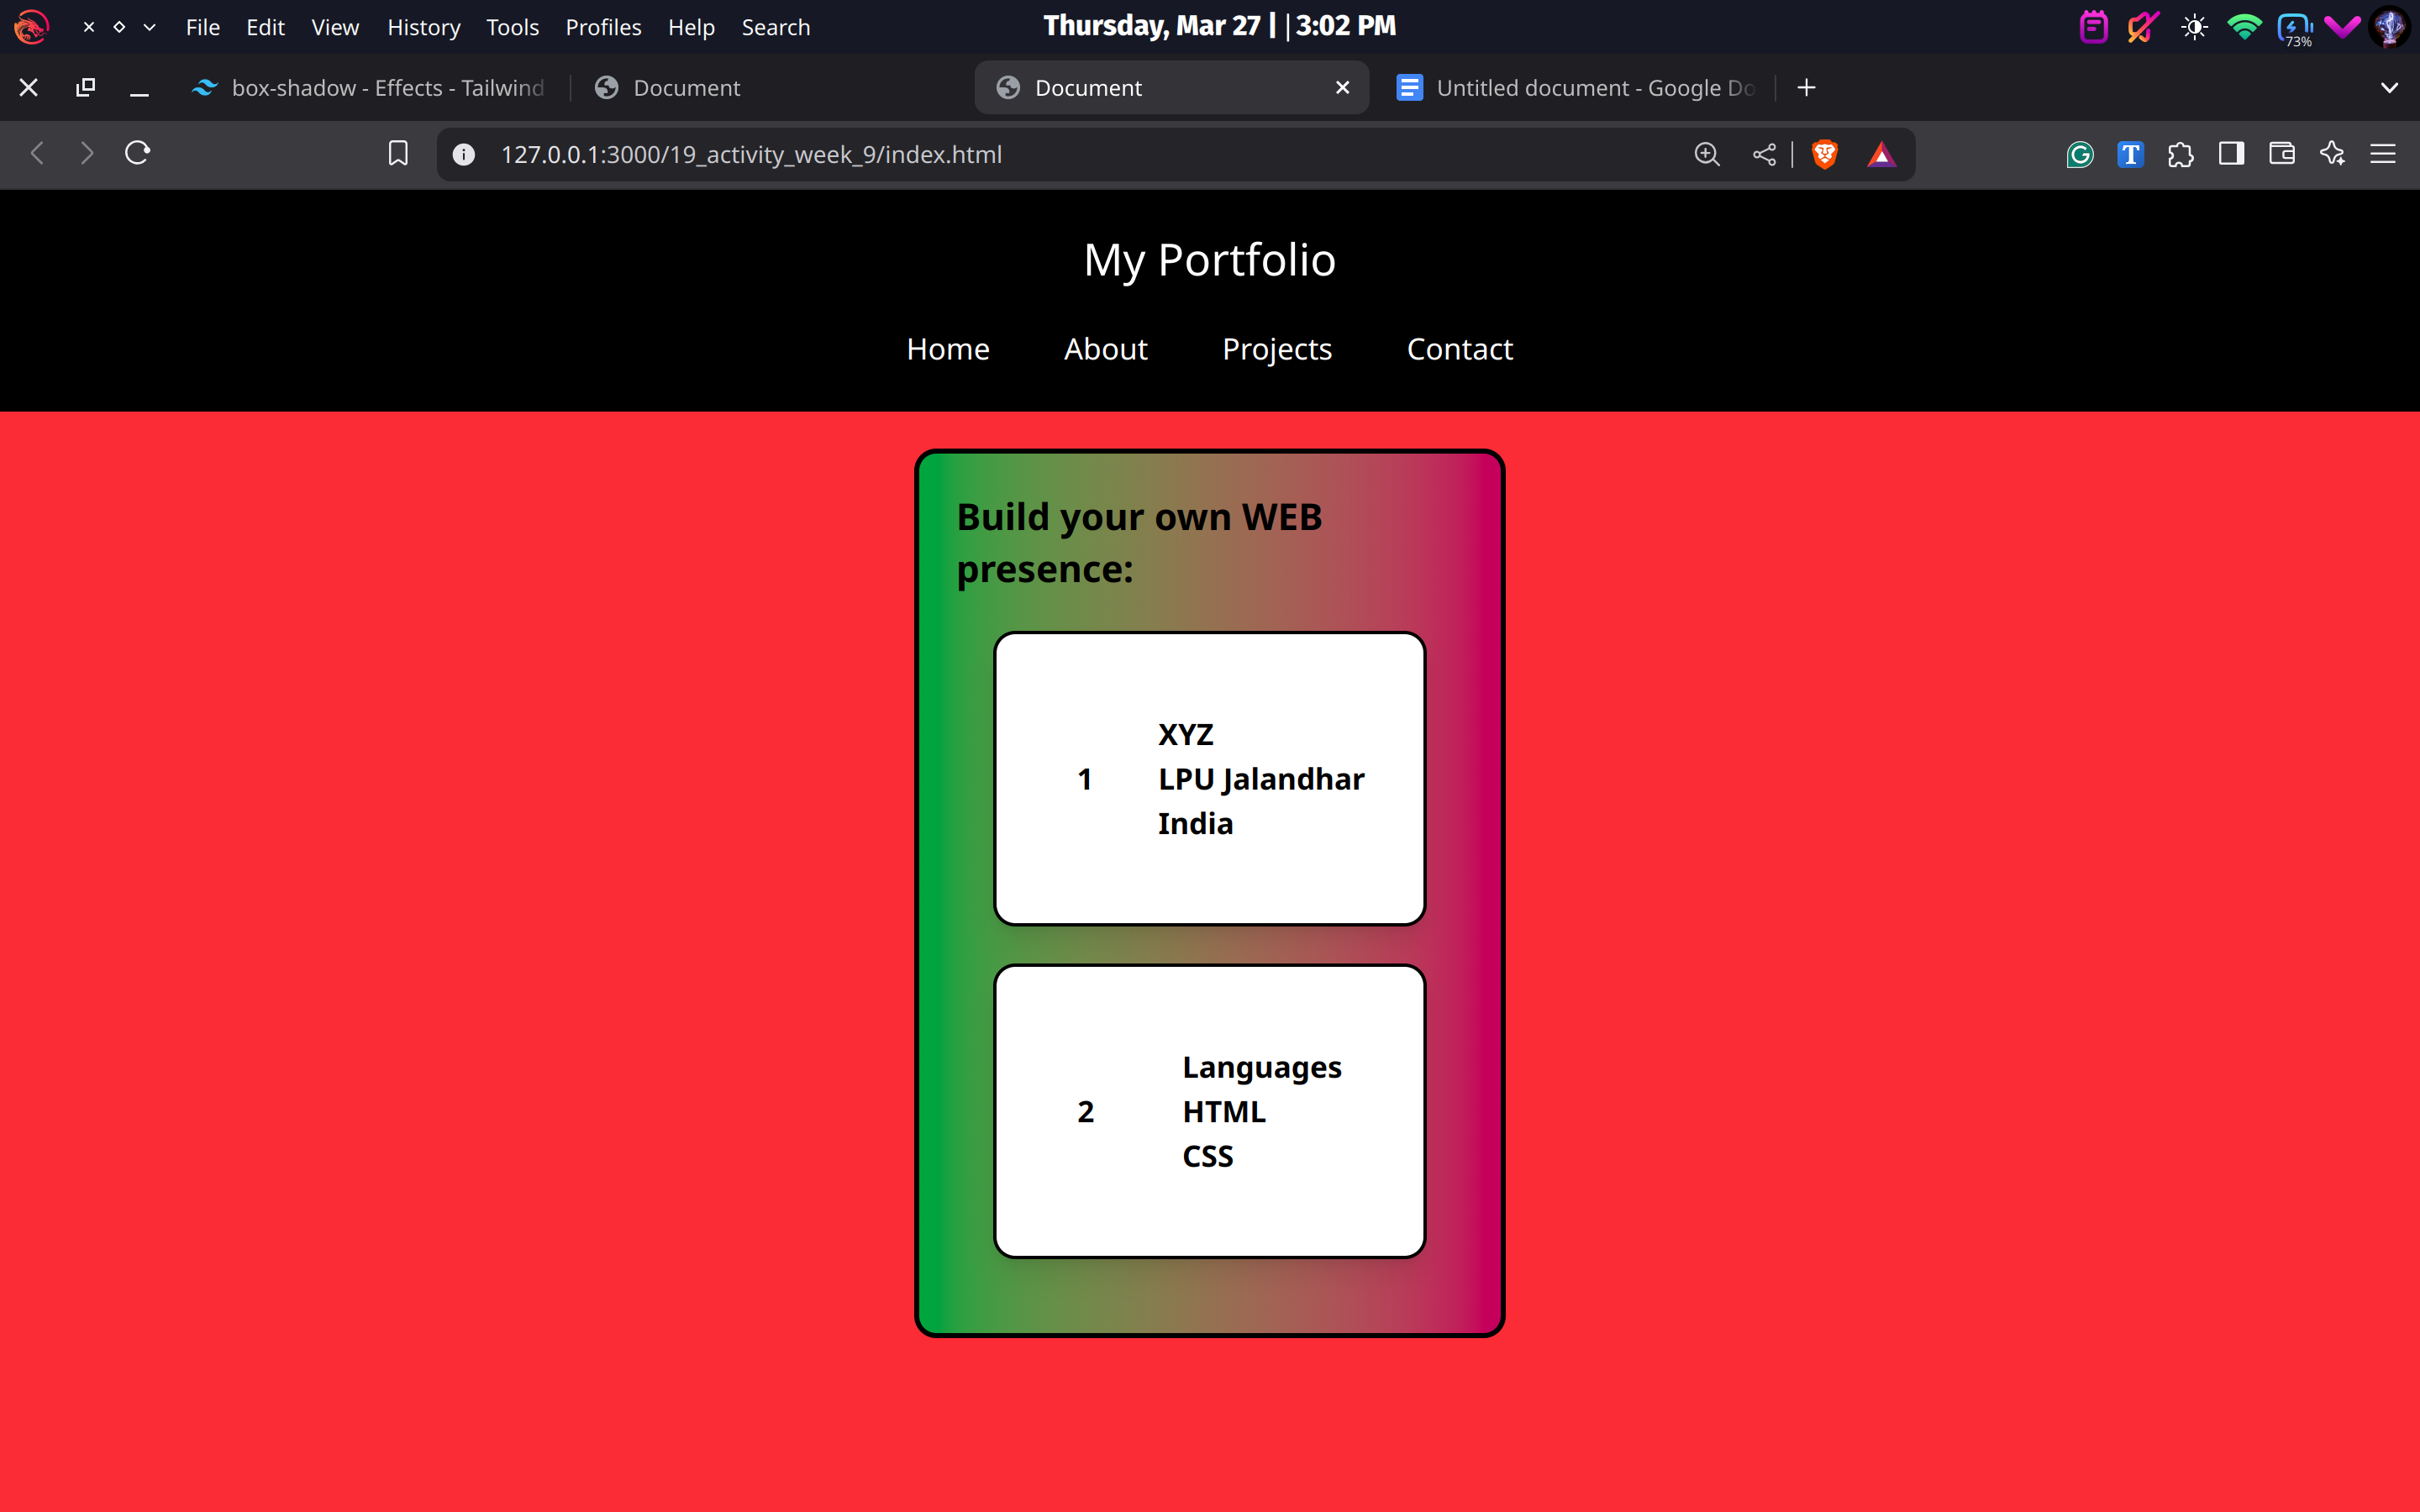 File Edit View History Tools Profiles Help Search
Thursday, Mar 27 | | 3:02 PM
73%
box-shadow - Effects - Tailwind
Document
Document
Untitled document - Google Do
127.0.0.1:3000/19_activity_week_9/index.html
My Portfolio
Home About Projects Contact
Build your own WEB
presence:
XYZ
1 LPU Jalandhar
India
Languages
2 HTML
CSS